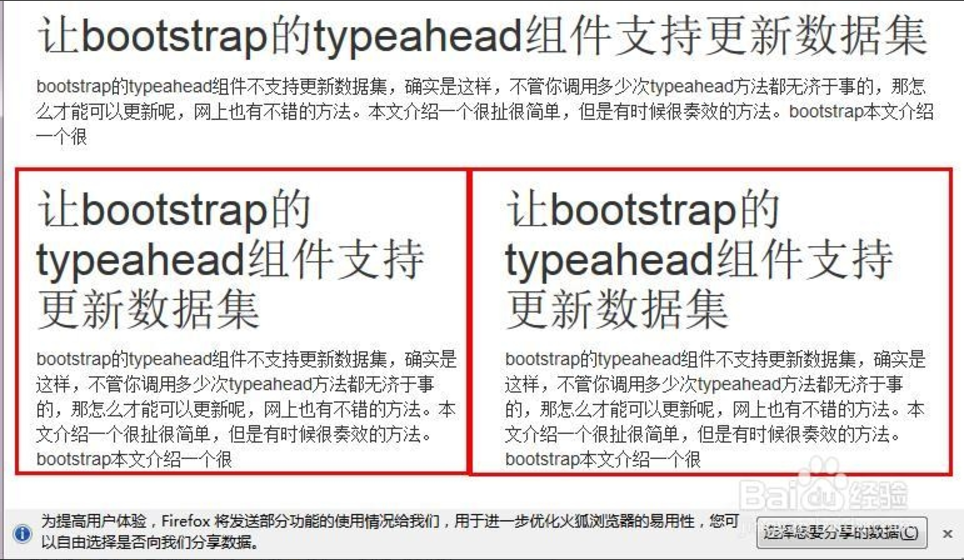 让bootstrap的typeahead组件支持更新数据集
bootstrap的typeahead组件不支持更新数据集，确实是这样，不管你调用多少次typeahead方法都无济于事的，那怎
么才能可以更新呢，网上也有不错的方法。本文介绍一个很扯很简单，但是有时候很奏效的方法。bootstrap本文介绍
一个很
让bootstrap的
typeahead组件支持
更新数据集
bootstrap的typeahead组件不支持更新数据集，确实是
这样，不管你调用多少次typeahead方法都无济于事
的，那怎么才能可以更新呢，网上也有不错的方法。本
文介绍一个很扯很简单，但是有时候很奏效的方法。
bootstrap本文介绍一个很
让bootstrap的
typeahead组件支持
更新数据集
bootstrap的typeahead组件不支持更新数据集，确实是
这样，不管你调用多少次typeahead方法都无济于事
的，那怎么才能可以更新呢，网上也有不错的方法。本
文介绍一个很扯很简单，但是有时候很奏效的方法。
bootstrap本文介绍一个很
Baidu经验
为提高用户体验，Firefox 将发送部分功能的使用情况给我们，用于进一步优化火狐浏览器的易用性，您可
以自由选择是否向我们分享数据。
选择您要分享的数据(C)